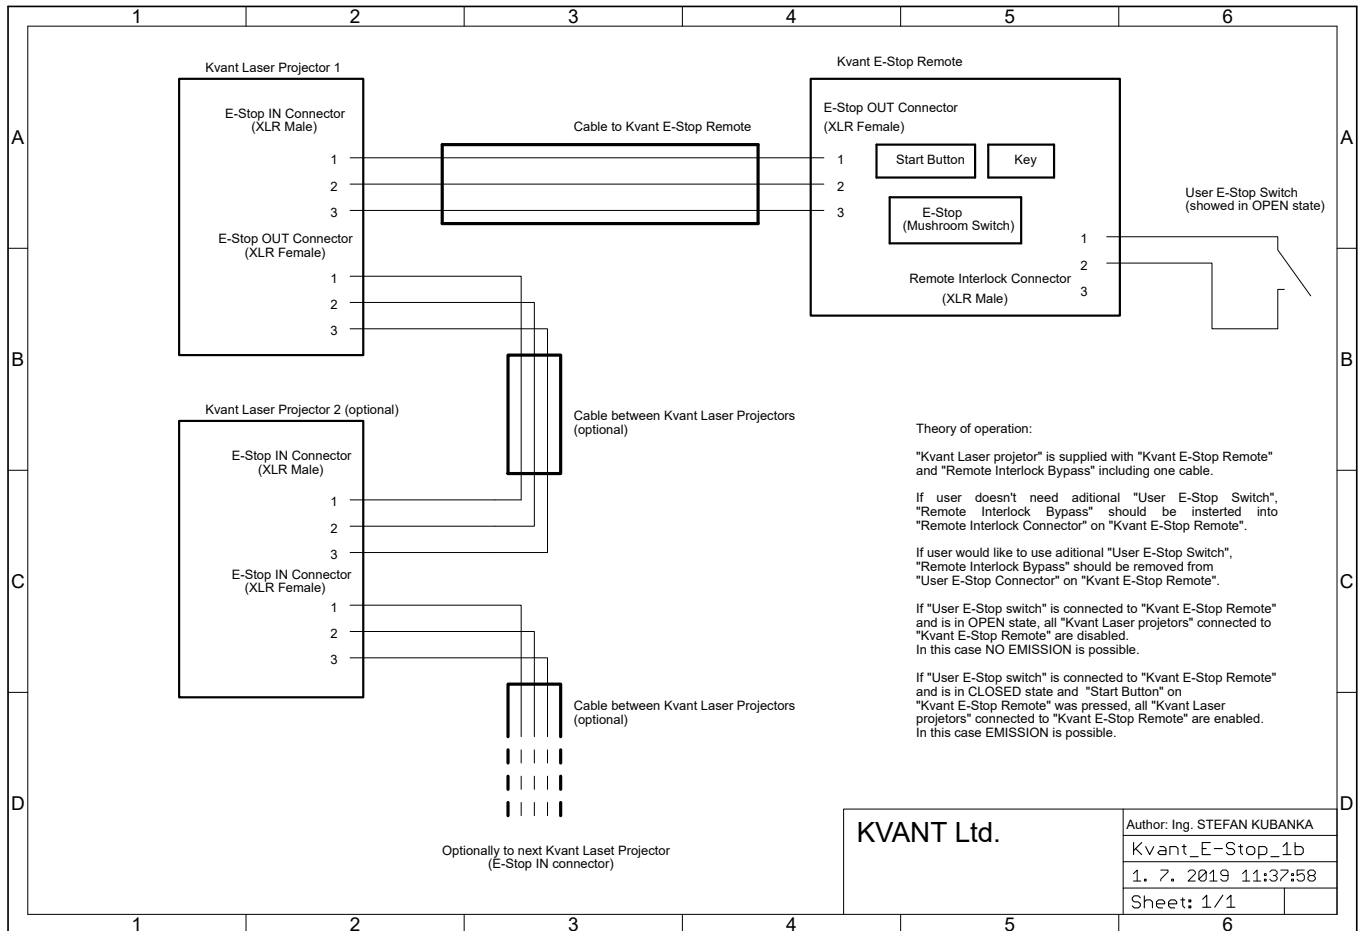 1 2 3 4 5 6
Kvant Laser Projector 1
E-Stop IN Connector
(XLR Male)
1
2
3
E-Stop OUT Connector
(XLR Female)
1
2
3
Cable to Kvant E-Stop Remote
Kvant E-Stop Remote
E-Stop OUT Connector
(XLR Female)
1
2
3
Start Button
Key
E-Stop
(Mushroom Switch)
Remote Interlock Connector
(XLR Male)
1
2
3
User E-Stop Switch
(showed in OPEN state)
A
A
B
B
Cable between Kvant Laser Projectors
(optional)
Kvant Laser Projector 2 (optional)
E-Stop IN Connector
(XLR Male)
1
2
3
E-Stop IN Connector
(XLR Female)
1
2
3
C
C
Cable between Kvant Laser Projectors
(optional)
Optionally to next Kvant Laset Projector
(E-Stop IN connector)
Theory of operation:
"Kvant Laser projetor" is supplied with "Kvant E-Stop Remote"
and "Remote Interlock Bypass" including one cable.
If user doesn't need aditional "User E-Stop Switch",
"Remote Interlock Bypass" should be insterted into
"Remote Interlock Connector" on "Kvant E-Stop Remote".
If user would like to use aditional "User E-Stop Switch",
"Remote Interlock Bypass" should be removed from
"User E-Stop Connector" on "Kvant E-Stop Remote".
If "User E-Stop switch" is connected to "Kvant E-Stop Remote"
and is in OPEN state, all "Kvant Laser projetors" connected to
"Kvant E-Stop Remote" are disabled.
In this case NO EMISSION is possible.
If "User E-Stop switch" is connected to "Kvant E-Stop Remote"
and is in CLOSED state and "Start Button" on
"Kvant E-Stop Remote" was pressed, all "Kvant Laser
projetors" connected to "Kvant E-Stop Remote" are enabled.
In this case EMISSION is possible.
D
D
KVANT Ltd.
Author: Ing. STEFAN KUBANKA
Kvant_E-Stop_1b
1. 7. 2019 11:37:58
Sheet: 1/1
1 2 3 4 5 6